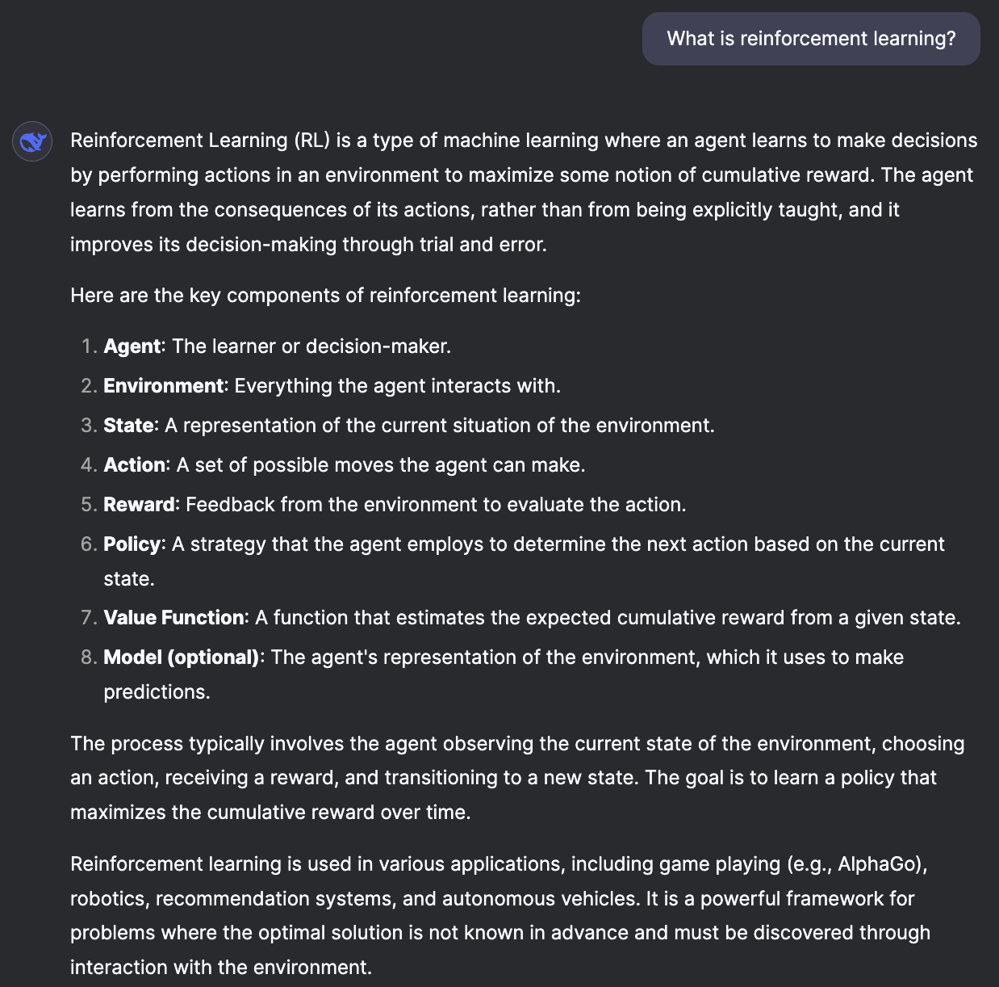 What is reinforcement learning?
Reinforcement Learning (RL) is a type of machine learning where an agent learns to make decisions
by performing actions in an environment to maximize some notion of cumulative reward. The agent
learns from the consequences of its actions, rather than from being explicitly taught, and it
improves its decision-making through trial and error.
Here are the key components of reinforcement learning:
1. Agent: The learner or decision-maker.
2. Environment: Everything the agent interacts with.
3. State: A representation of the current situation of the environment.
4. Action: A set of possible moves the agent can make.
5. Reward: Feedback from the environment to evaluate the action.
6. Policy: A strategy that the agent employs to determine the next action based on the current
state.
7. Value Function: A function that estimates the expected cumulative reward from a given state.
8. Model (optional): The agent's representation of the environment, which it uses to make
predictions.
The process typically involves the agent observing the current state of the environment, choosing
an action, receiving a reward, and transitioning to a new state. The goal is to learn a policy that
maximizes the cumulative reward over time.
Reinforcement learning is used in various applications, including game playing (e.g., AlphaGo),
robotics, recommendation systems, and autonomous vehicles. It is a powerful framework for
problems where the optimal solution is not known in advance and must be discovered through
interaction with the environment.